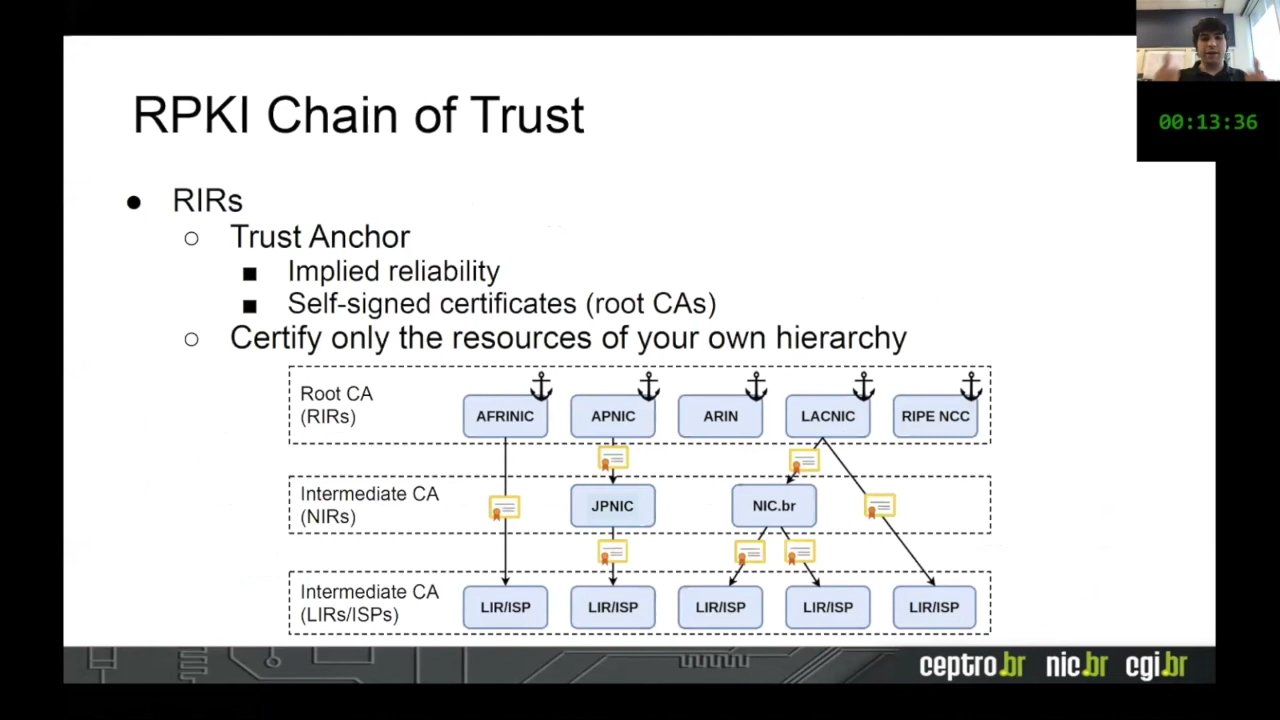 RPKI Chain of Trust
00:13:36
● RIRs
○ Trust Anchor
■ Implied reliability
■ Self-signed certificates (root CAs)
○ Certify only the resources of your own hierarchy
Root CA
(RIRs)
AFRINIC
APNIC
ARIN
LACNIC
RIPE NCC
Intermediate CA
(NIRs)
JPNIC
NIC.br
Intermediate CA
(LIRs/ISPs)
LIR/ISP
LIR/ISP
LIR/ISP
LIR/ISP
LIR/ISP
ceptro.br nic.br cgi.br